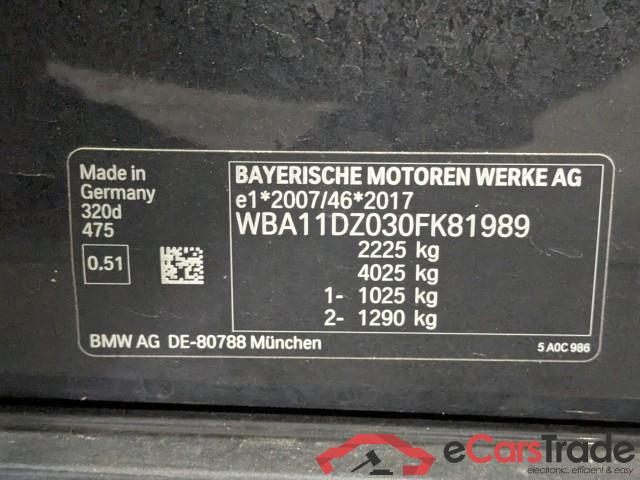 Made in
Germany
320d
475
0.51
BAYERISCHE MOTOREN WERKE AG
e1*2007/46*2017
WBA11DZ030FK81989
2225 kg
4025 kg
1- 1025 kg
2- 1290 kg
BMW AG DE-80788 München
5 A0C 986
eCarsTrade
electronic, efficient & easy